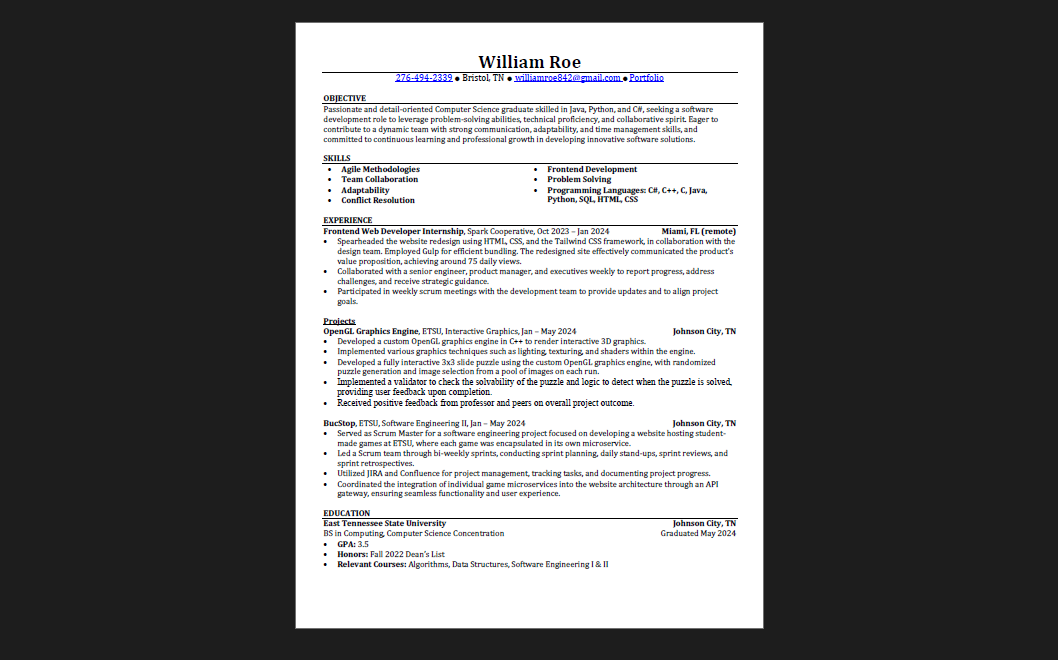 William Roe
276-494-2339 ● Bristol, TN ● williamroe842@gmail.com ● Portfolio
OBJECTIVE
Passionate and detail-oriented Computer Science graduate skilled in Java, Python, and C#, seeking a software
development role to leverage problem-solving abilities, technical proficiency, and collaborative spirit. Eager to
contribute to a dynamic team with strong communication, adaptability, and time management skills, and
committed to continuous learning and professional growth in developing innovative software solutions.
SKILLS
• Agile Methodologies
• Team Collaboration
• Adaptability
• Conflict Resolution
• Frontend Development
• Problem Solving
• Programming Languages: C#, C++, C, Java,
Python, SQL, HTML, CSS
EXPERIENCE
Frontend Web Developer Internship, Spark Cooperative, Oct 2023 – Jan 2024 Miami, FL (remote)
• Spearheaded the website redesign using HTML, CSS, and the Tailwind CSS framework, in collaboration with the
design team. Employed Gulp for efficient bundling. The redesigned site effectively communicated the product's
value proposition, achieving around 75 daily views.
• Collaborated with a senior engineer, product manager, and executives weekly to report progress, address
challenges, and receive strategic guidance.
• Participated in weekly scrum meetings with the development team to provide updates and to align project
goals.
Projects
OpenGL Graphics Engine, ETSU, Interactive Graphics, Jan – May 2024 Johnson City, TN
• Developed a custom OpenGL graphics engine in C++ to render interactive 3D graphics.
• Implemented various graphics techniques such as lighting, texturing, and shaders within the engine.
• Developed a fully interactive 3x3 slide puzzle using the custom OpenGL graphics engine, with randomized
puzzle generation and image selection from a pool of images on each run.
• Implemented a validator to check the solvability of the puzzle and logic to detect when the puzzle is solved,
providing user feedback upon completion.
• Received positive feedback from professor and peers on overall project outcome.
BucStop, ETSU, Software Engineering II, Jan – May 2024 Johnson City, TN
• Served as Scrum Master for a software engineering project focused on developing a website hosting student-
made games at ETSU, where each game was encapsulated in its own microservice.
• Led a Scrum team through bi-weekly sprints, conducting sprint planning, daily stand-ups, sprint reviews, and
sprint retrospectives.
• Utilized JIRA and Confluence for project management, tracking tasks, and documenting project progress.
• Coordinated the integration of individual game microservices into the website architecture through an API
gateway, ensuring seamless functionality and user experience.
EDUCATION
East Tennessee State University Johnson City, TN
BS in Computing, Computer Science Concentration Graduated May 2024
• GPA: 3.5
• Honors: Fall 2022 Dean's List
• Relevant Courses: Algorithms, Data Structures, Software Engineering I & II